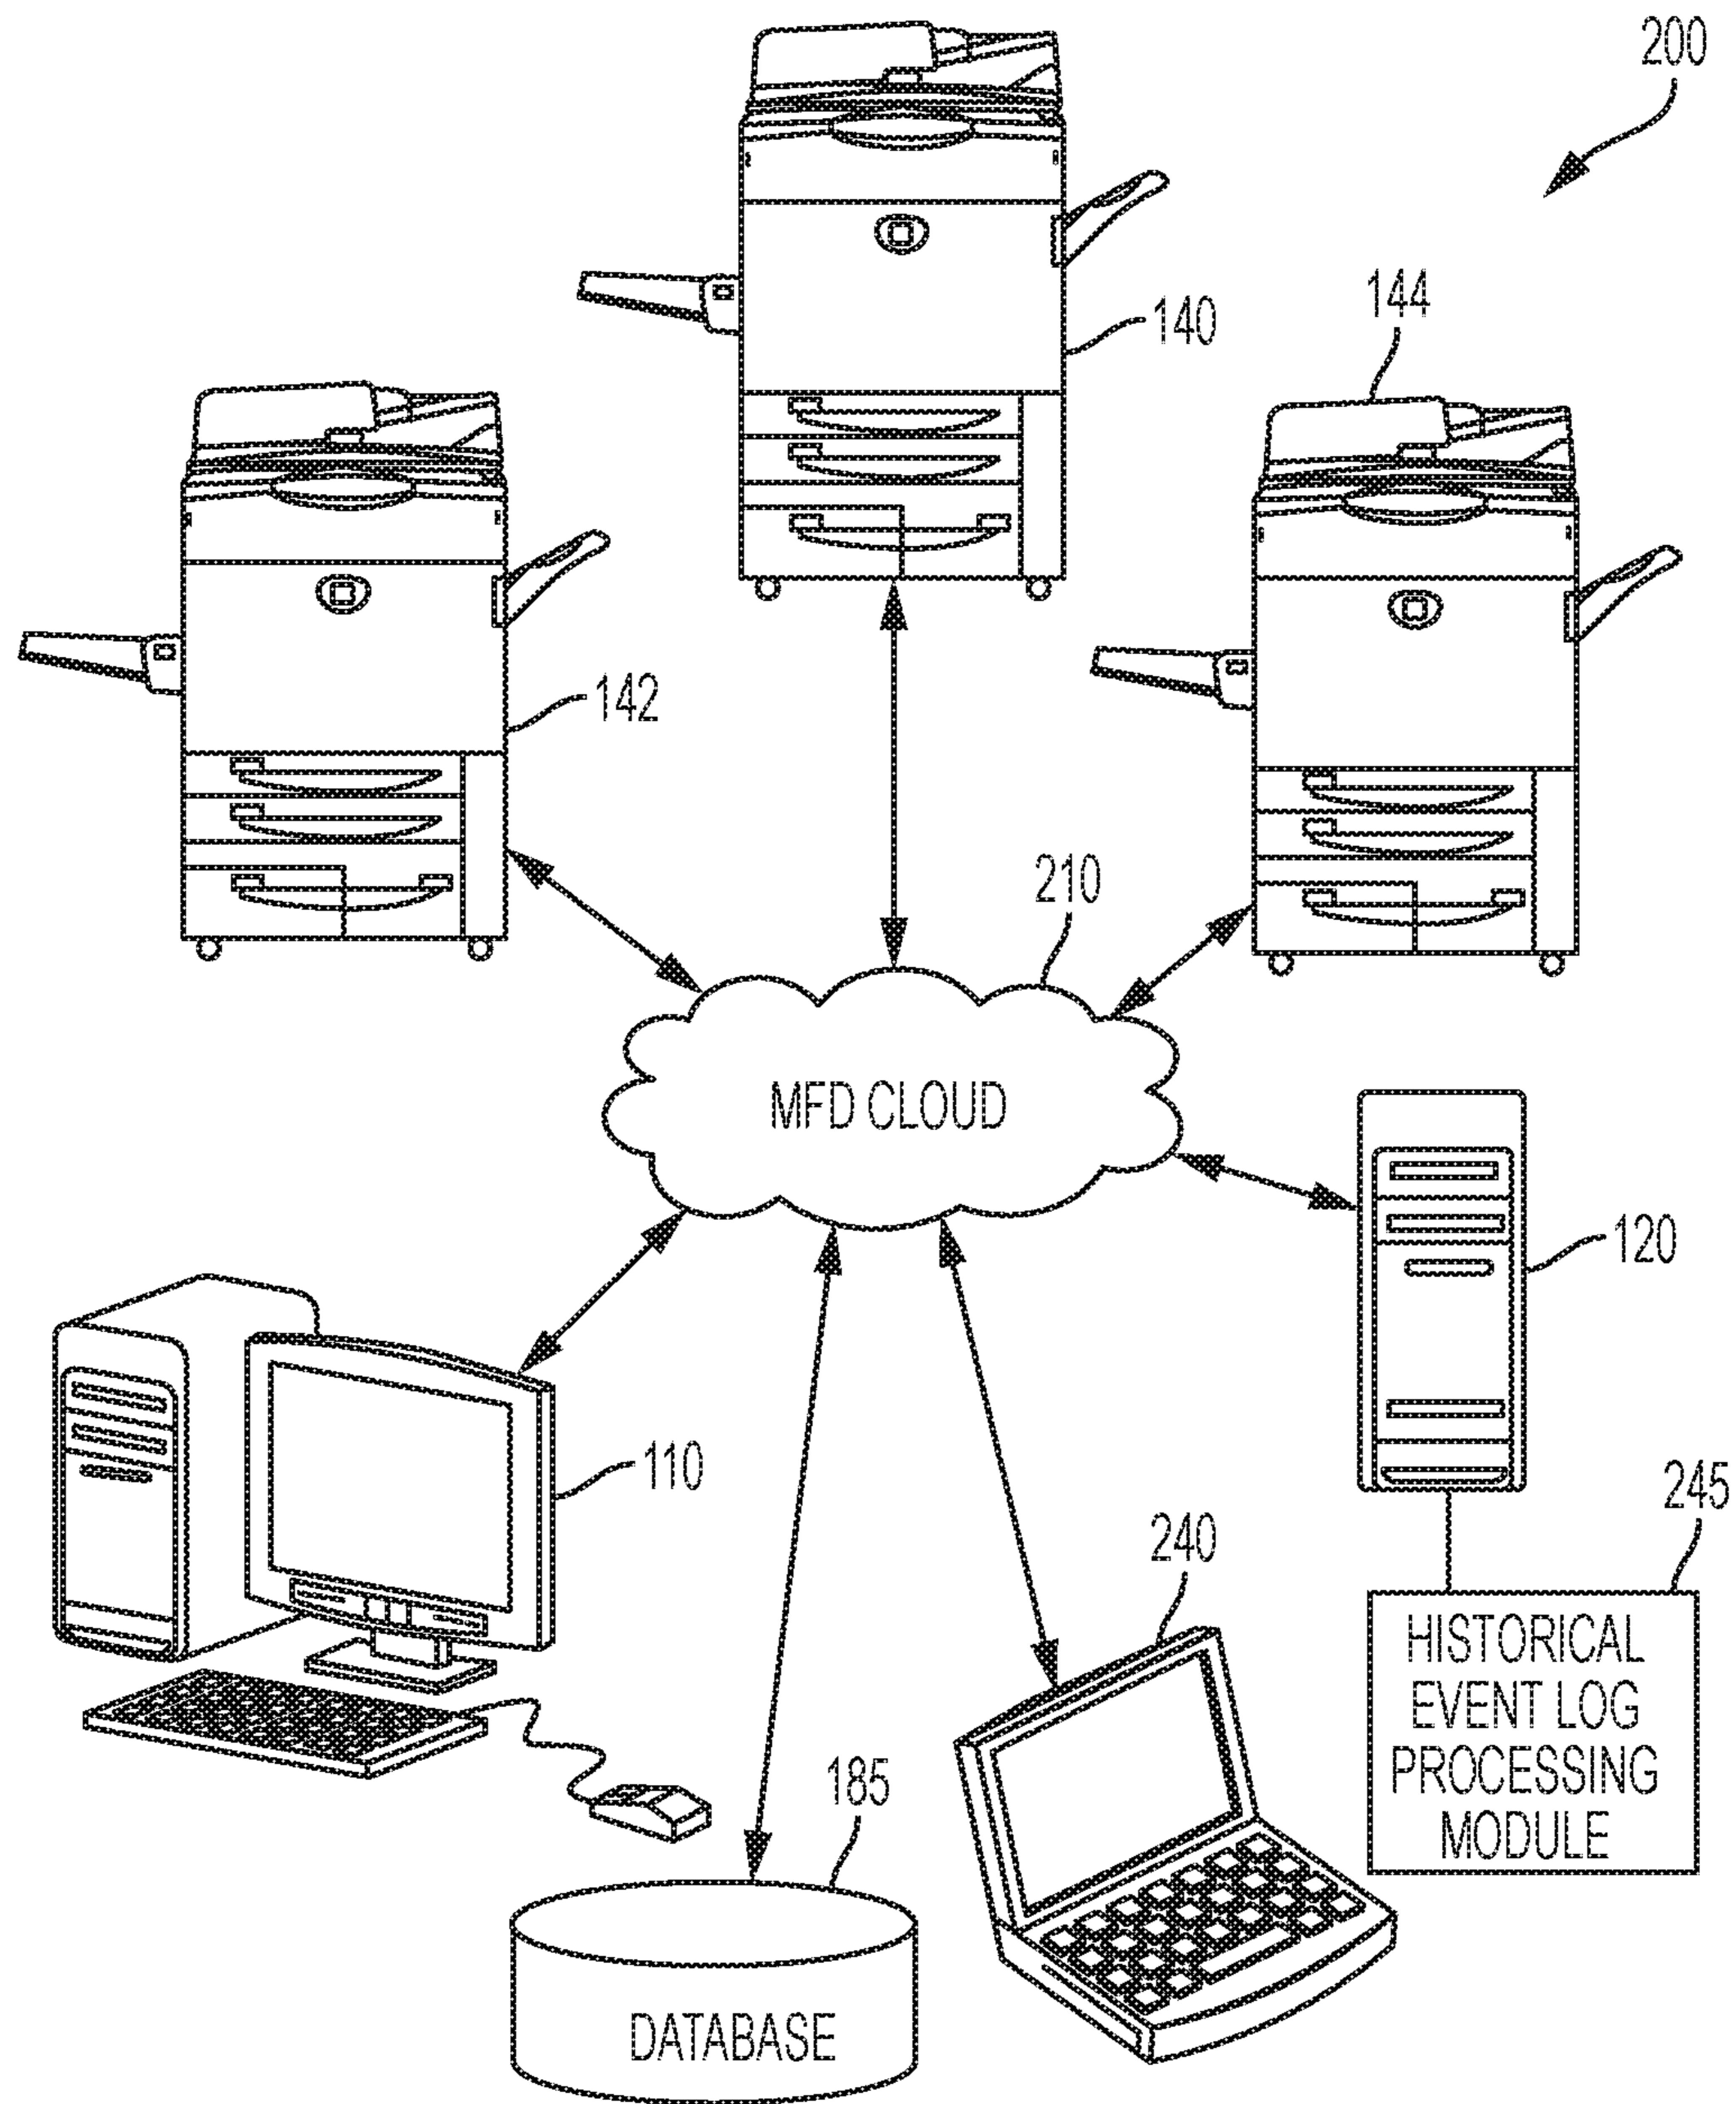 200
140
144
142
210
MFD CLOUD
120
110
245
240
HISTORICAL
EVENT LOG
PROCESSING
MODULE
185
DATABASE